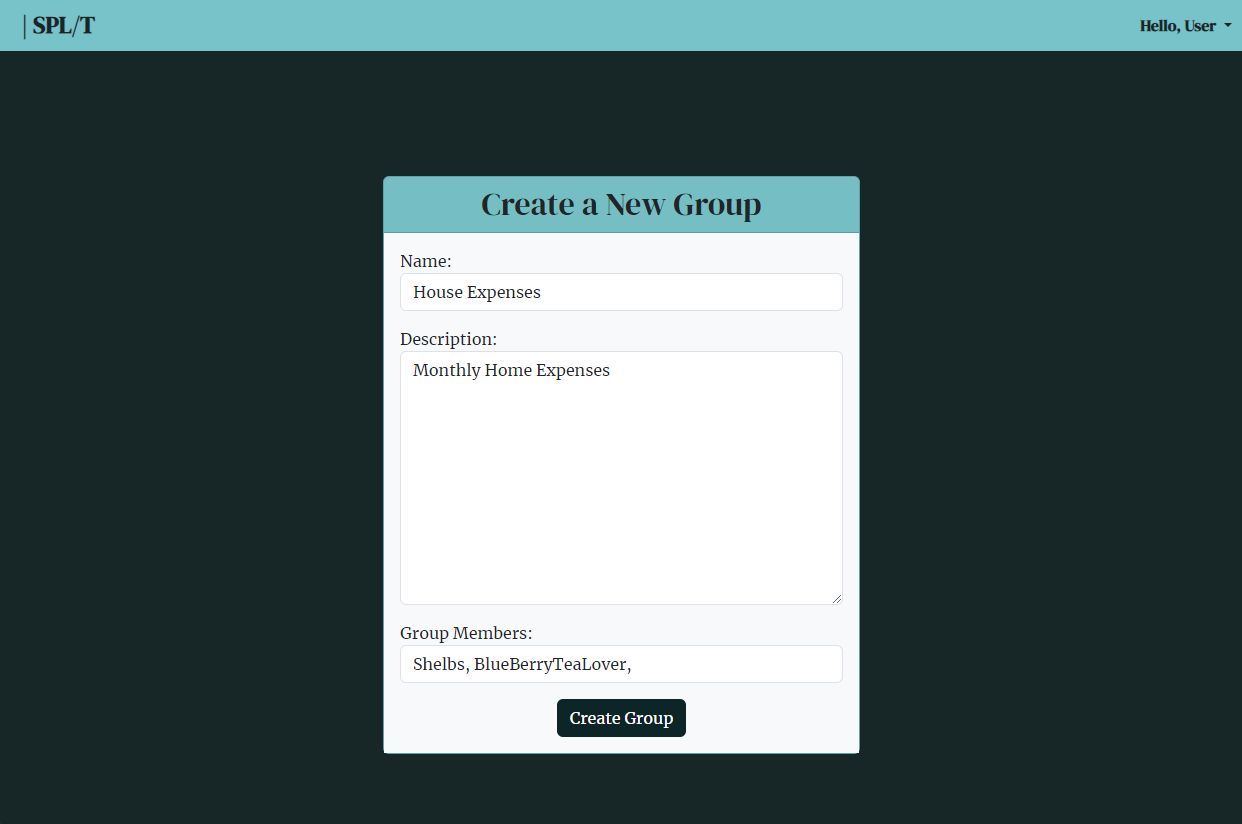 | SPL/T
Hello, User
Create a New Group
Name:
House Expenses
Description:
Monthly Home Expenses
Group Members:
Shelbs, BlueBerryTeaLover,
Create Group